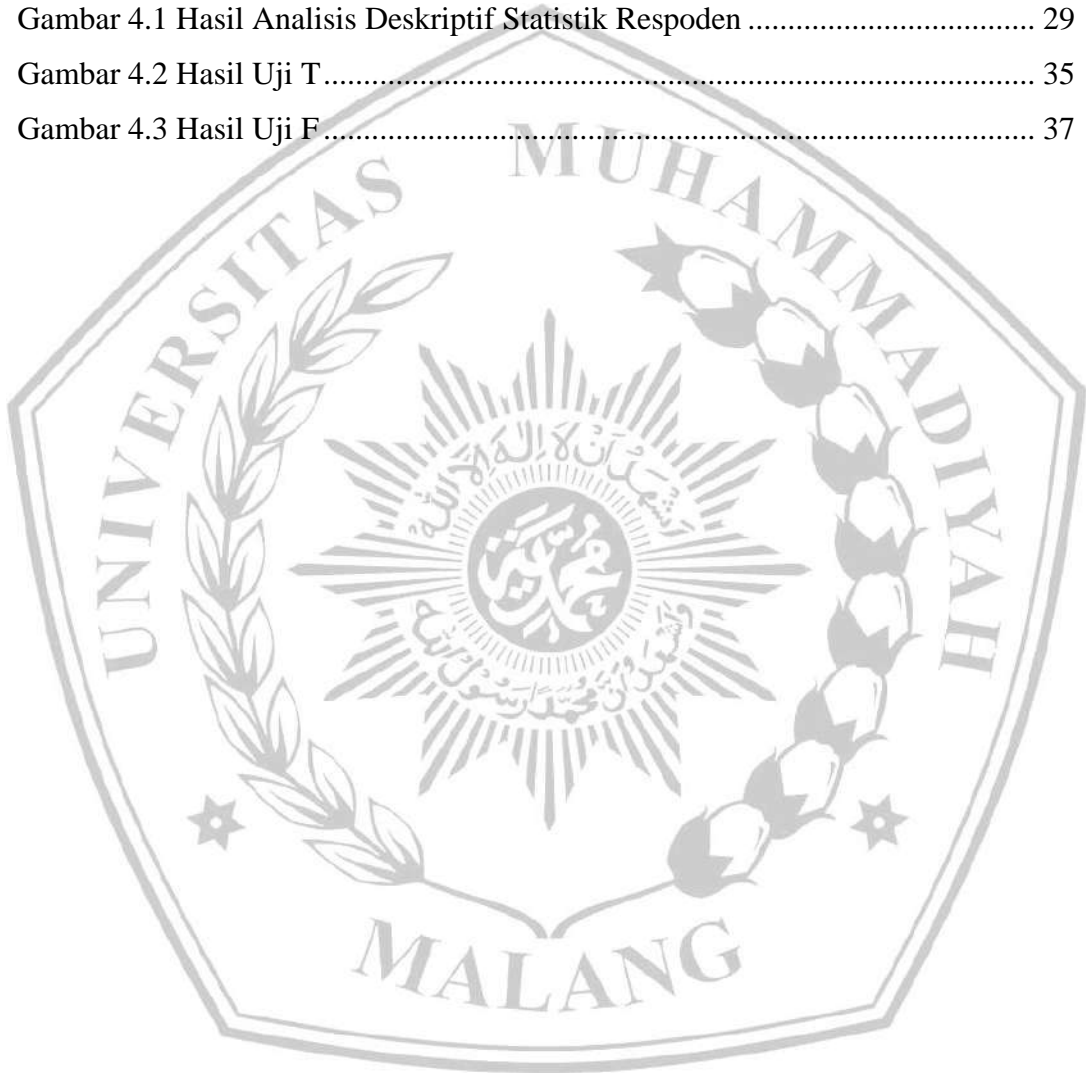 Gambar 4.1 Hasil Analisis Deskriptif Statistik Respoden ................................... 29
Gambar 4.2 Hasil Uji T ....................................................................................... 35
Gambar 4.3 Hasil Uji F ....................................................................................... 37
UNIVERSITAS MUHAMMADIYAH
MALANG